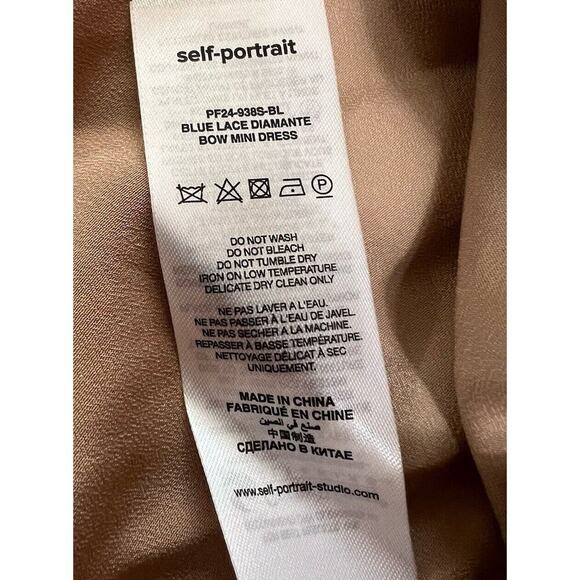 self-portrait
PF24-938S-BL
BLUE LACE DIAMANTE
BOW MINI DRESS
P
DO NOT WASH
DO NOT BLEACH
DO NOT TUMBLE DRY
IRON ON LOW TEMPERATURE
DELICATE DRY CLEAN ONLY
NE PAS LAVER A L'EAU.
NE PAS PASSER À L'EAU DE JAVEL.
NE PAS SECHER A LA MACHINE.
REPASSER À BASSE TEMPÉRATURE.
NETTOYAGE DÉLICAT À SEC
UNIQUEMENT.
MADE IN CHINA
FABRIQUÉ EN CHINE
صنع في الصين
中国制造
СДЕЛАНО В КИТАЕ
www.self-portrait-studio.com